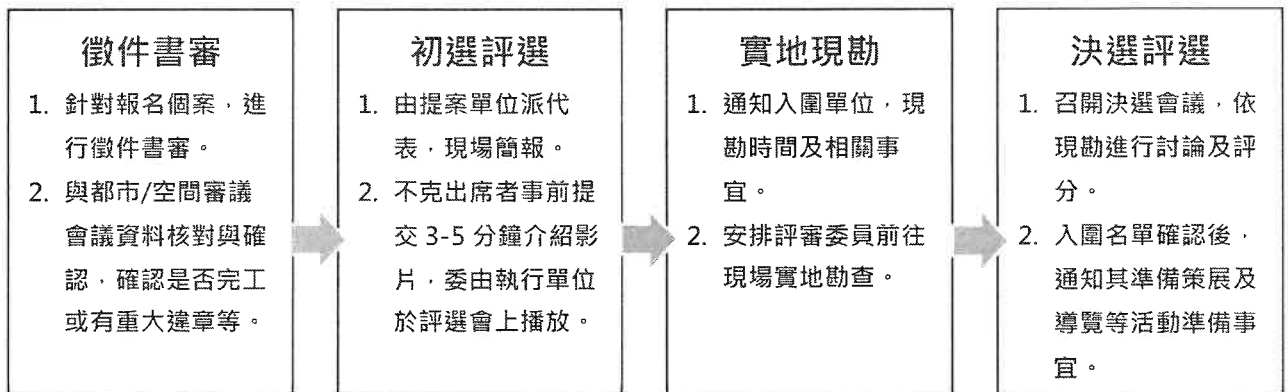 徵件書審
1. 針對報名個案，進
行徵件書審。
2. 與都市/空間審議
會議資料核對與確
認，確認是否完工
或有重大違章等。
初選評選
1. 由提案單位派代
表，現場簡報。
2. 不克出席者事前提
交 3-5 分鐘介紹影
片，委由執行單位
於評選會上播放。
實地現勘
1. 通知入圍單位，現
勘時間及相關事
宜。
2. 安排評審委員前往
現場實地勘查。
決選評選
1. 召開決選會議，依
現勘進行討論及評
分。
2. 入圍名單確認後，
通知其準備策展及
導覽等活動準備事
宜。